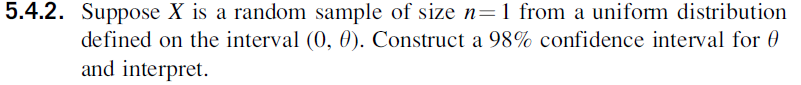 5.4.2. Suppose X is a random sample of size n=1 from a uniform distribution
defined on the interval (0, θ). Construct a 98% confidence interval for θ
and interpret.